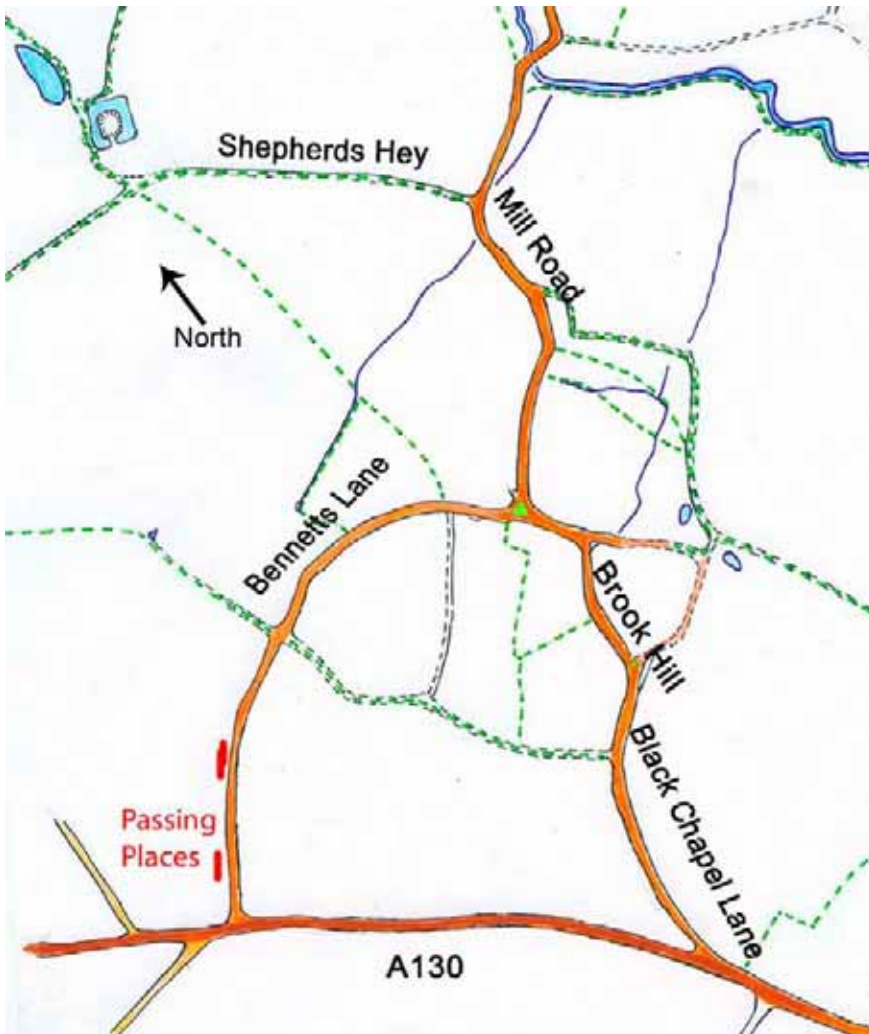 Shepherds Hey
Mill Road
North
Bennetts Lane
Brook Hill
Black Chapel Lane
Passing
Places
A130